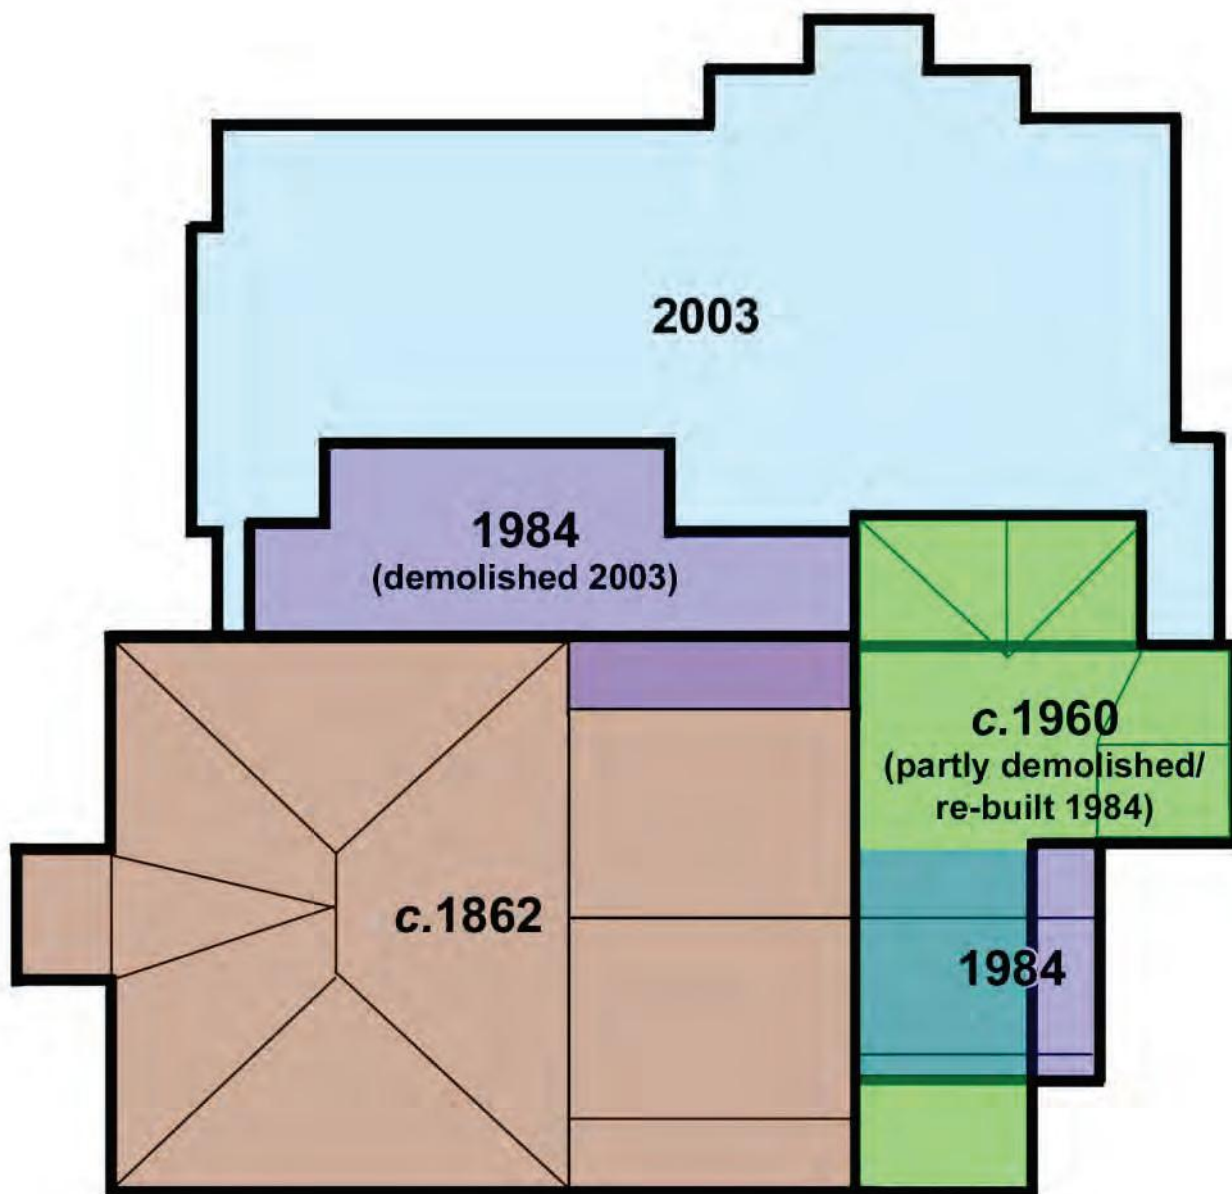 2003
1984
(demolished 2003)
c.1960
(partly demolished/
re-built 1984)
c.1862
1984